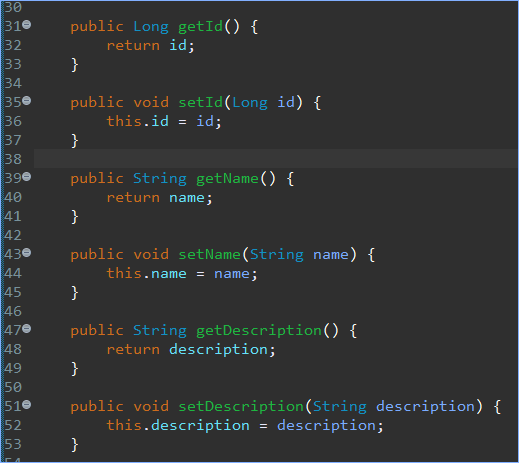 30
31 public Long getId() {
32 return id;
33 }
34
35 public void setId(Long id) {
36 this.id = id;
37 }
38
39 public String getName() {
40 return name;
41 }
42
43 public void setName(String name) {
44 this.name = name;
45 }
46
47 public String getDescription() {
48 return description;
49 }
50
51 public void setDescription(String description) {
52 this.description = description;
53 }
54